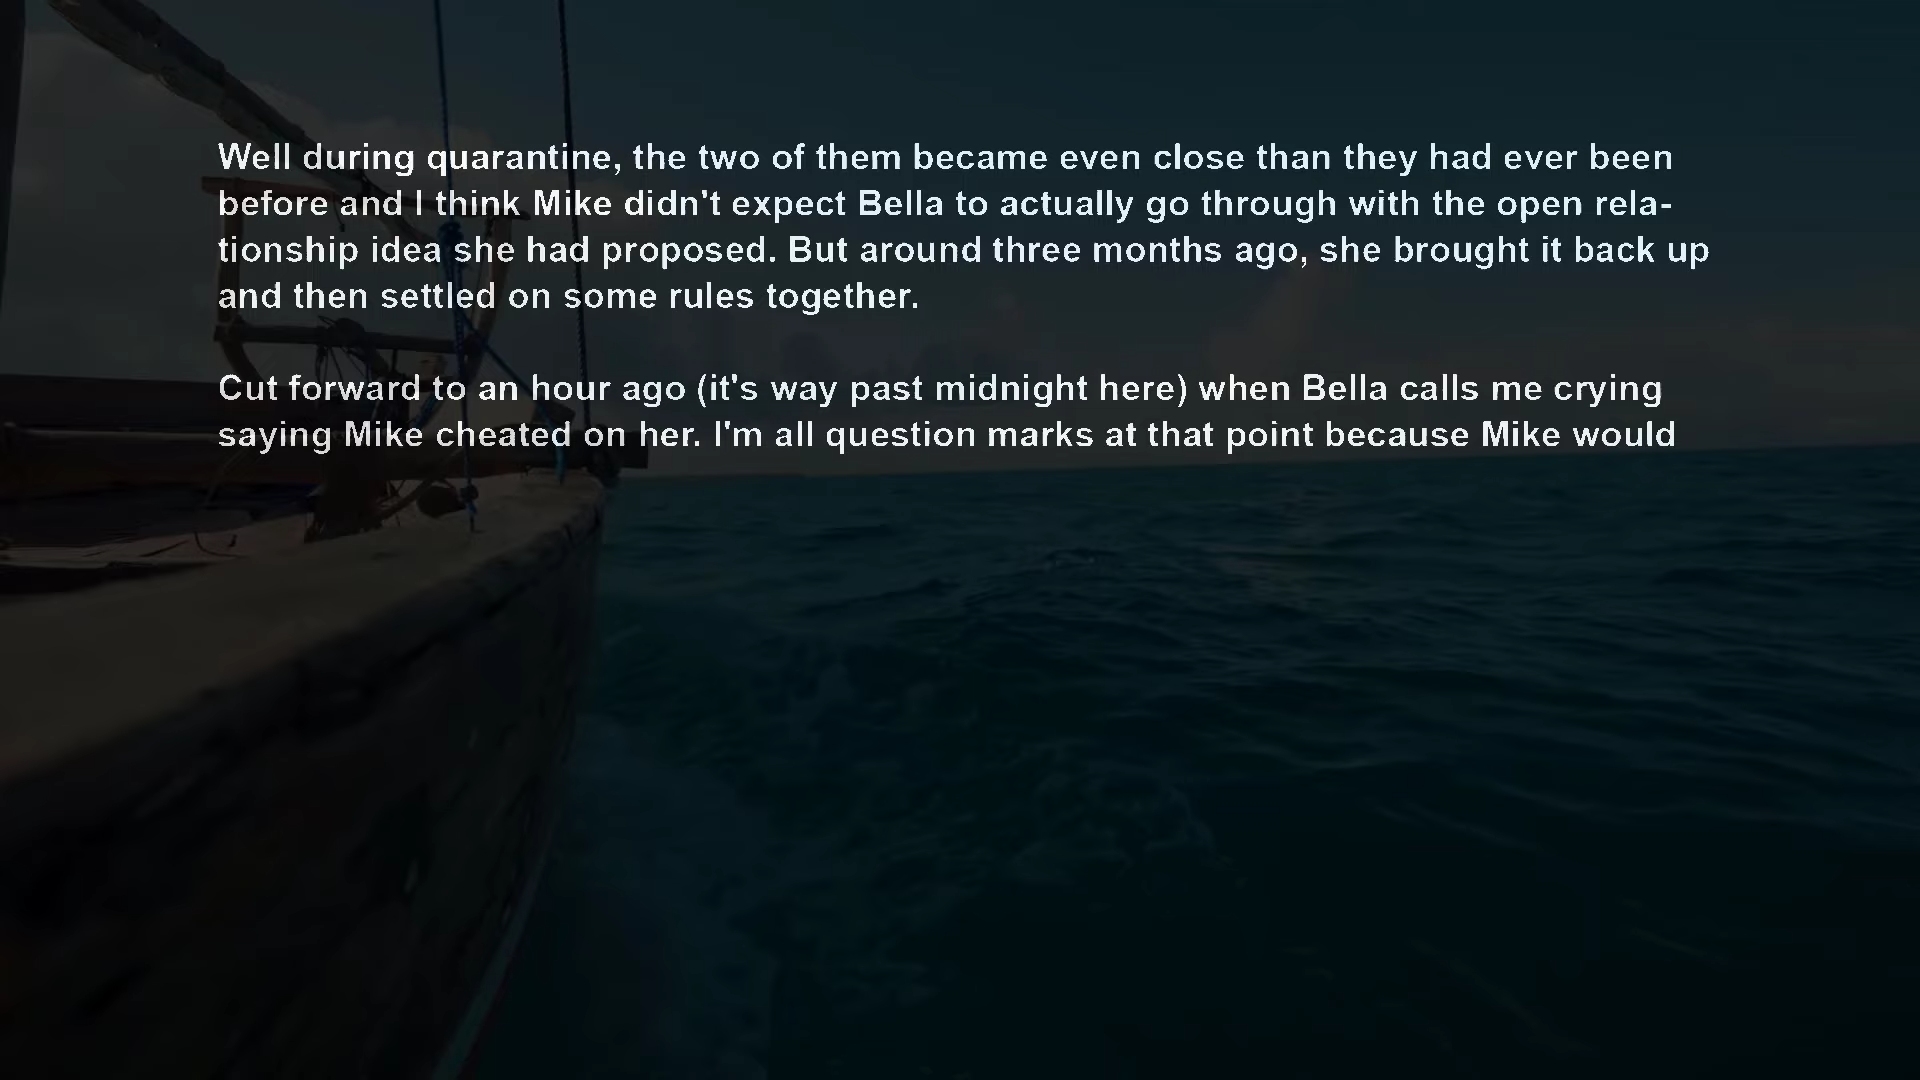 Well during quarantine, the two of them became even close than they had ever been
before and I think Mike didn't expect Bella to actually go through with the open rela-
tionship idea she had proposed. But around three months ago, she brought it back up
and then settled on some rules together.
Cut forward to an hour ago (it's way past midnight here) when Bella calls me crying
saying Mike cheated on her. I'm all question marks at that point because Mike would